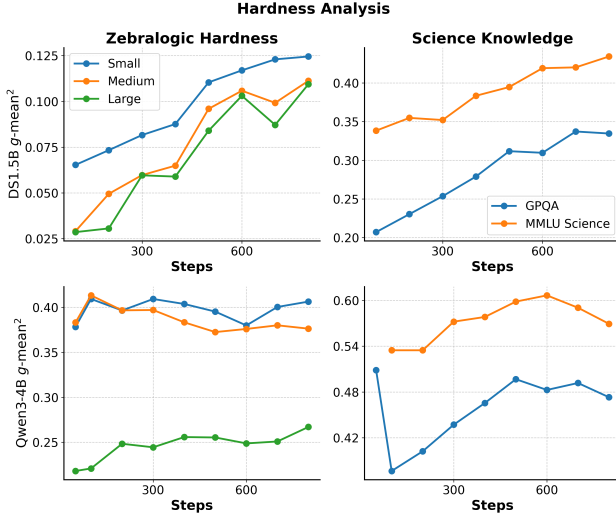 Hardness Analysis
Zebralogic Hardness
Science Knowledge
DS1.5B g-mean²
0.125
0.100
0.075
0.050
0.025
Small
Medium
Large
300
600
Steps
0.40
0.35
0.30
0.25
0.20
GPQA
MMLU Science
300
600
Steps
Qwen3-4B g-mean²
0.40
0.35
0.30
0.25
300
600
Steps
0.60
0.54
0.48
0.42
300
600
Steps